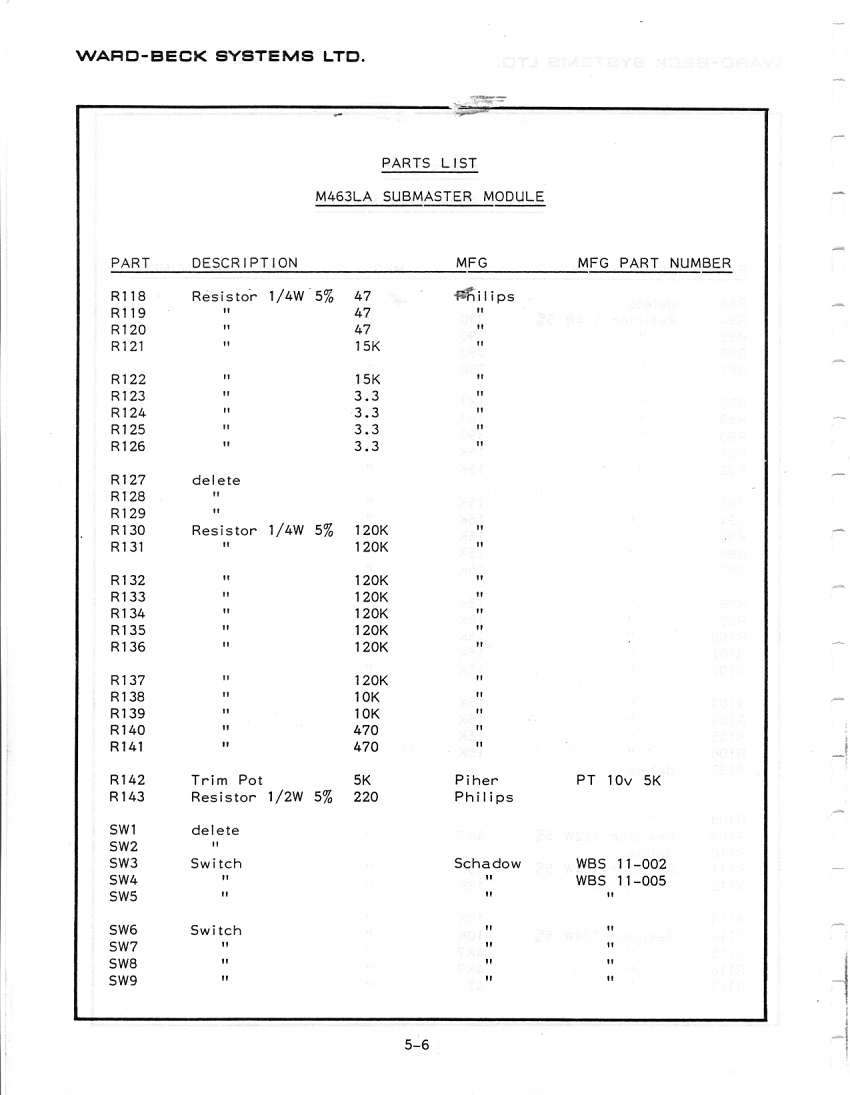 WARD-BECK SYSTEMS LTD.
PARTS LIST
M463LA SUBMASTER MODULE
PART DESCRIPTION MFG MFG PART NUMBER
R118 Resistor 1/4W 5% 47 Philips
R119 " 47 "
R120 " 47 "
R121 " 15K "
R122 " 15K "
R123 " 3.3 "
R124 " 3.3 "
R125 " 3.3 "
R126 " 3.3 "
R127 delete
R128 "
R129 "
R130 Resistor 1/4W 5% 120K "
R131 " 120K "
R132 " 120K "
R133 " 120K "
R134 " 120K "
R135 " 120K "
R136 " 120K "
R137 " 120K "
R138 " 10K "
R139 " 10K "
R140 " 470 "
R141 " 470 "
R142 Trim Pot 5K Piher PT 10v 5K
R143 Resistor 1/2W 5% 220 Philips
SW1 delete
SW2 "
SW3 Switch Schadow WBS 11-002
SW4 " " WBS 11-005
SW5 " " "
SW6 Switch " "
SW7 " " "
SW8 " " "
SW9 " " "
5-6